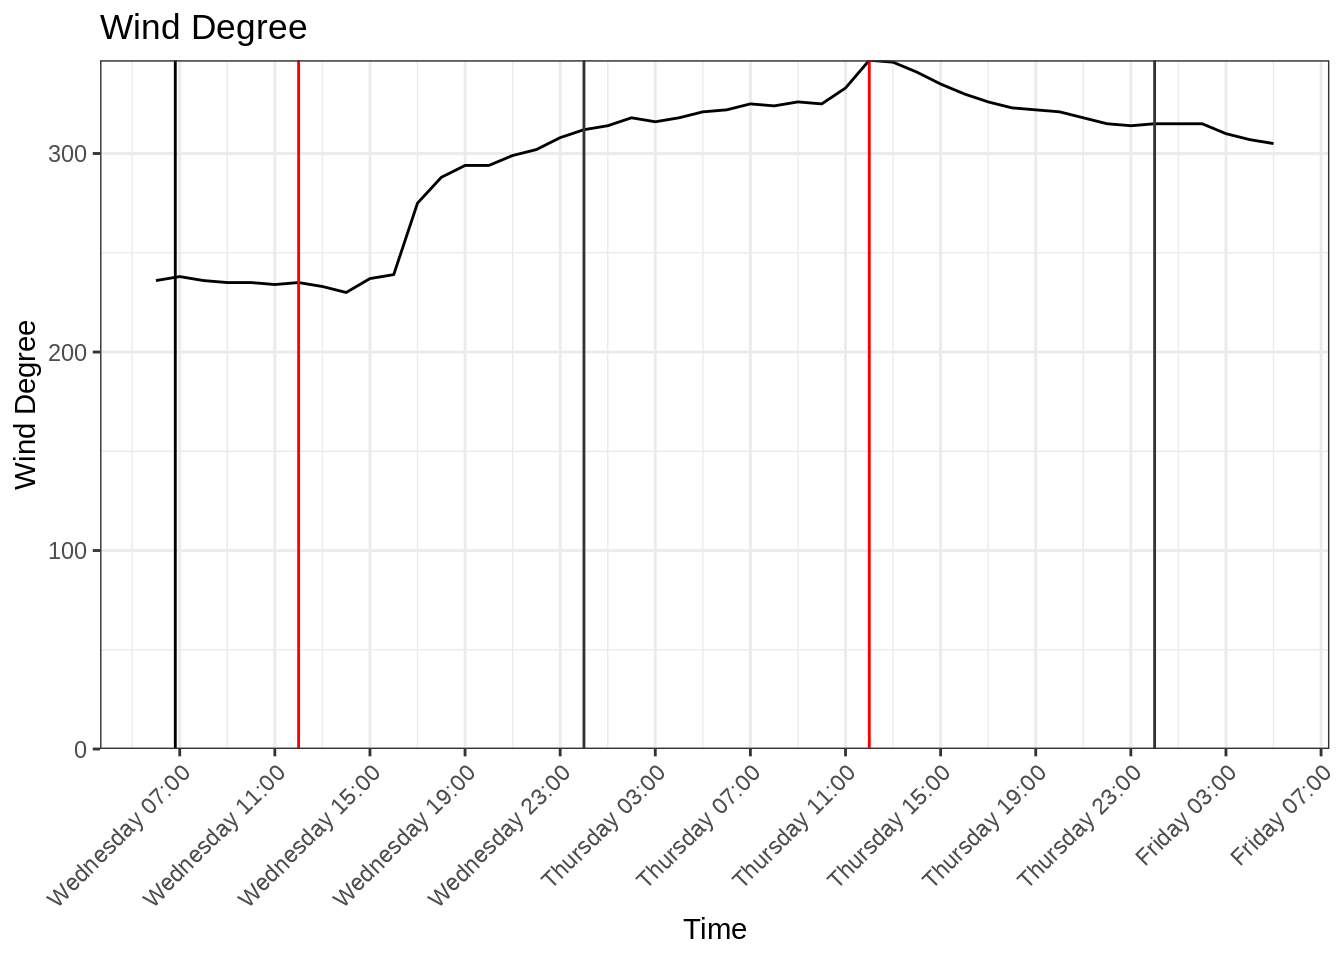 Wind Degree
Wind Degree
300
200
100
0
Wednesday 07:00
Wednesday 11:00
Wednesday 15:00
Wednesday 19:00
Wednesday 23:00
Thursday 03:00
Thursday 07:00
Thursday 11:00
Thursday 15:00
Thursday 19:00
Thursday 23:00
Friday 03:00
Friday 07:00
Time